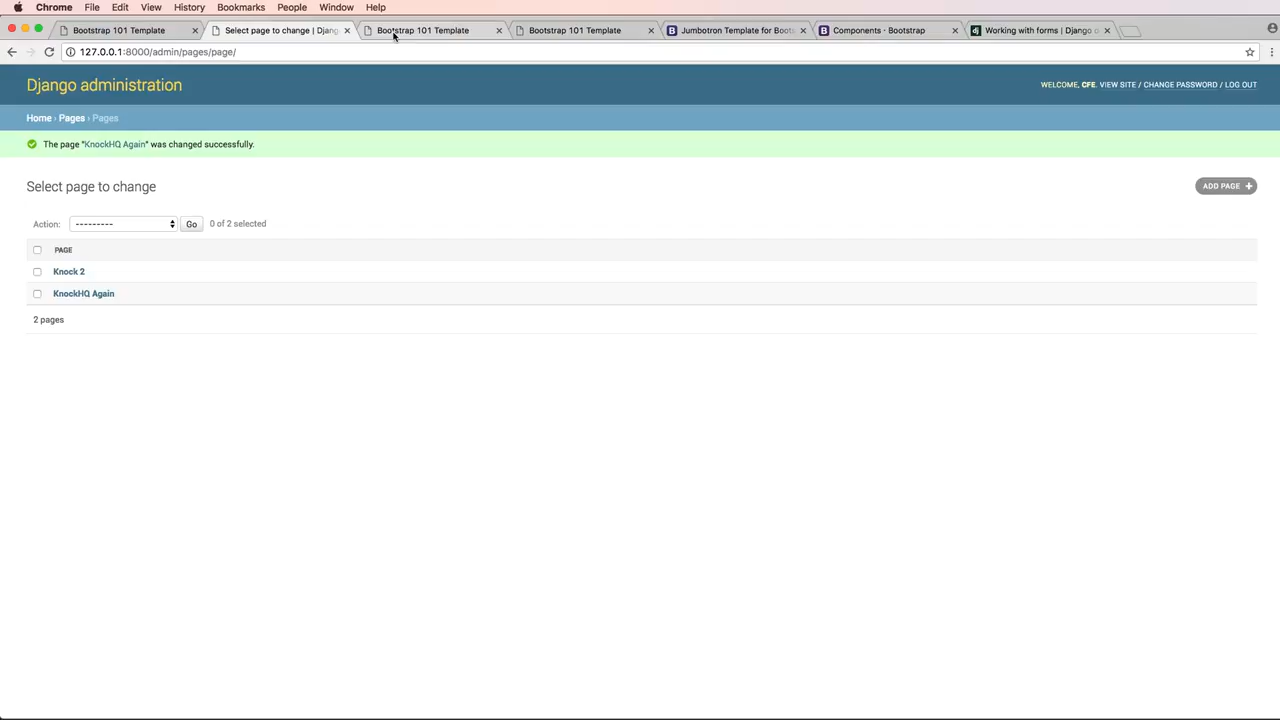 Chrome File Edit View History Bookmarks People Window Help
Bootstrap 101 Template Select page to change | Djang Bootstrap 101 Template Bootstrap 101 Template Jumbotron Template for Boots Components · Bootstrap Working with forms | Django d
127.0.0.1:8000/admin/pages/page/
Django administration
WELCOME, CFE. VIEW SITE / CHANGE PASSWORD / LOG OUT
Home › Pages › Pages
The page "KnockHQ Again" was changed successfully.
Select page to change
ADD PAGE +
Action: --------- Go 0 of 2 selected
PAGE
Knock 2
KnockHQ Again
2 pages